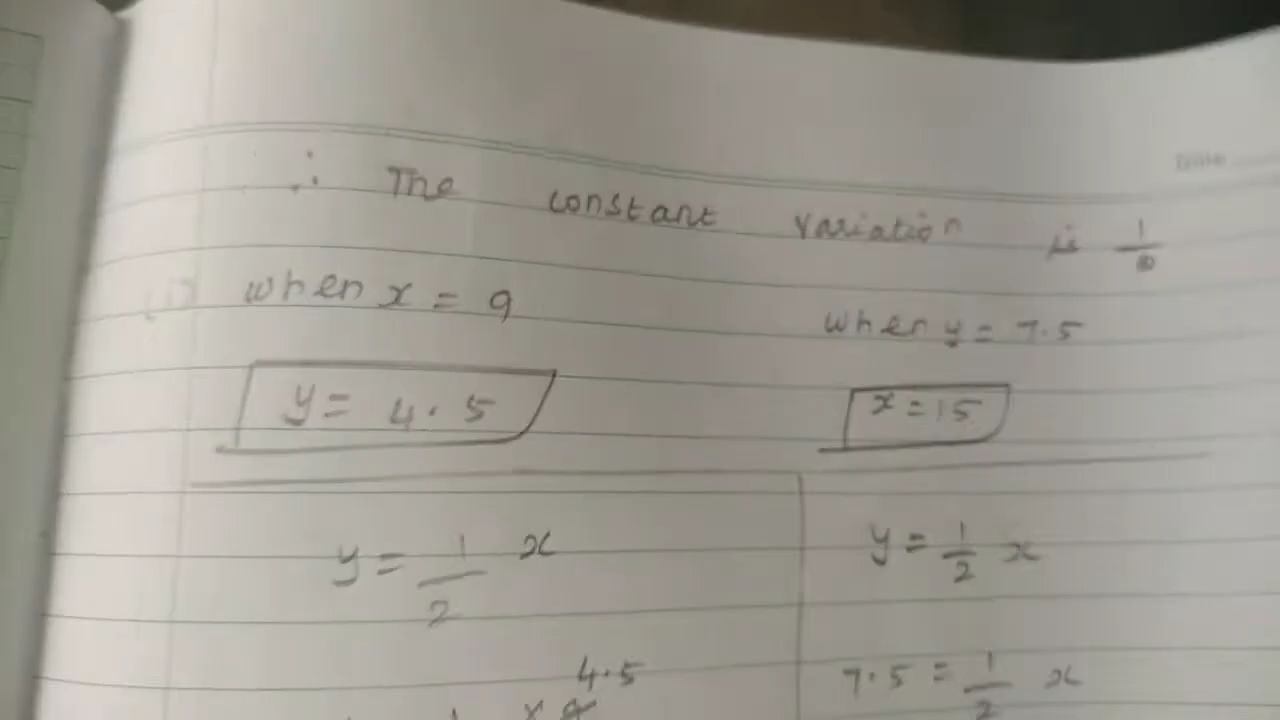 ∴ The constant variation is 1/
(i) when x = 9
when y = 7.5
y = 4.5
x = 15
y = 1/2 x
y = 1/2 x
4.5
7.5 = 1/2 x